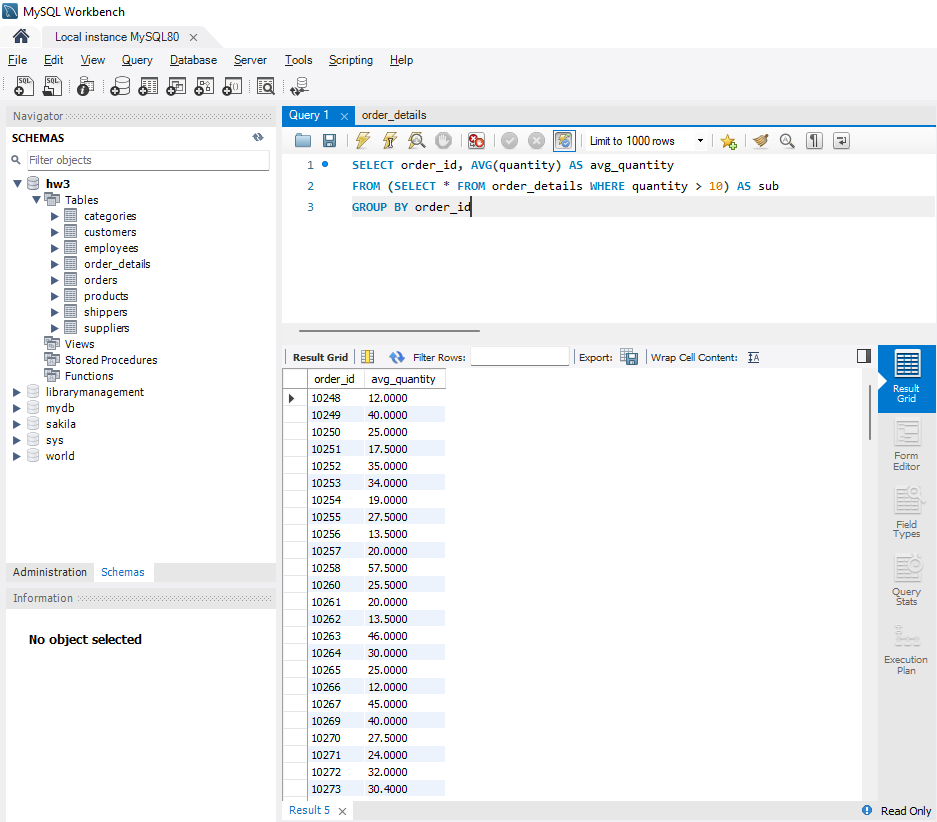 MySQL Workbench
Local instance MySQL80
File Edit View Query Database Server Tools Scripting Help
Navigator
SCHEMAS
Filter objects
hw3
Tables
categories
customers
employees
order_details
orders
products
shippers
suppliers
Views
Stored Procedures
Functions
librarymanagement
mydb
sakila
sys
world
Administration Schemas
Information
No object selected
Query 1 order_details
Limit to 1000 rows
1 SELECT order_id, AVG(quantity) AS avg_quantity
2 FROM (SELECT * FROM order_details WHERE quantity > 10) AS sub
3 GROUP BY order_id
Result Grid Filter Rows: Export: Wrap Cell Content:
order_id avg_quantity
10248 12.0000
10249 40.0000
10250 25.0000
10251 17.5000
10252 35.0000
10253 34.0000
10254 19.0000
10255 27.5000
10256 13.5000
10257 20.0000
10258 57.5000
10260 25.5000
10261 20.0000
10262 13.5000
10263 46.0000
10264 30.0000
10265 25.0000
10266 12.0000
10267 45.0000
10269 40.0000
10270 27.5000
10271 24.0000
10272 32.0000
10273 30.4000
Result
Grid
Form
Editor
Field
Types
Query
Stats
Execution
Plan
Result 5
Read Only